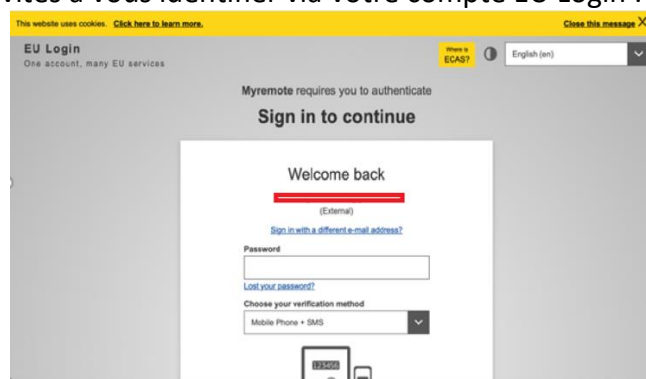 vités à vous identifier via votre compte EU Login :
This website uses cookies. Click here to learn more.
Close this message X
EU Login
One account, many EU services
Where is
ECAS?
English (en)
Myremote requires you to authenticate
Sign in to continue
Welcome back
(External)
Sign in with a different e-mail address?
Password
Lost your password?
Choose your verification method
Mobile Phone + SMS
123456